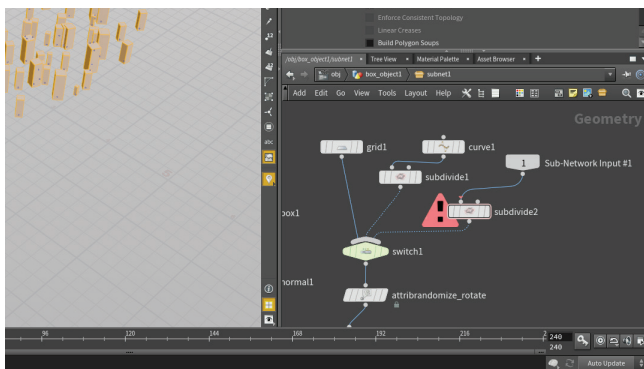 Enforce Consistent Topology
Linear Creases
Build Polygon Soups
/obj/box_object1/subnet1 × Tree View × Material Palette × Asset Browser × +
obj box_object1 subnet1
Add Edit Go View Tools Layout Help
Geometry
grid1
curve1
1 Sub-Network Input #1
subdivide1
subdivide2
box1
switch1
normal1
attribrandomize_rotate
abc
96 120 144 168 192 216 2 240
240
Auto Update